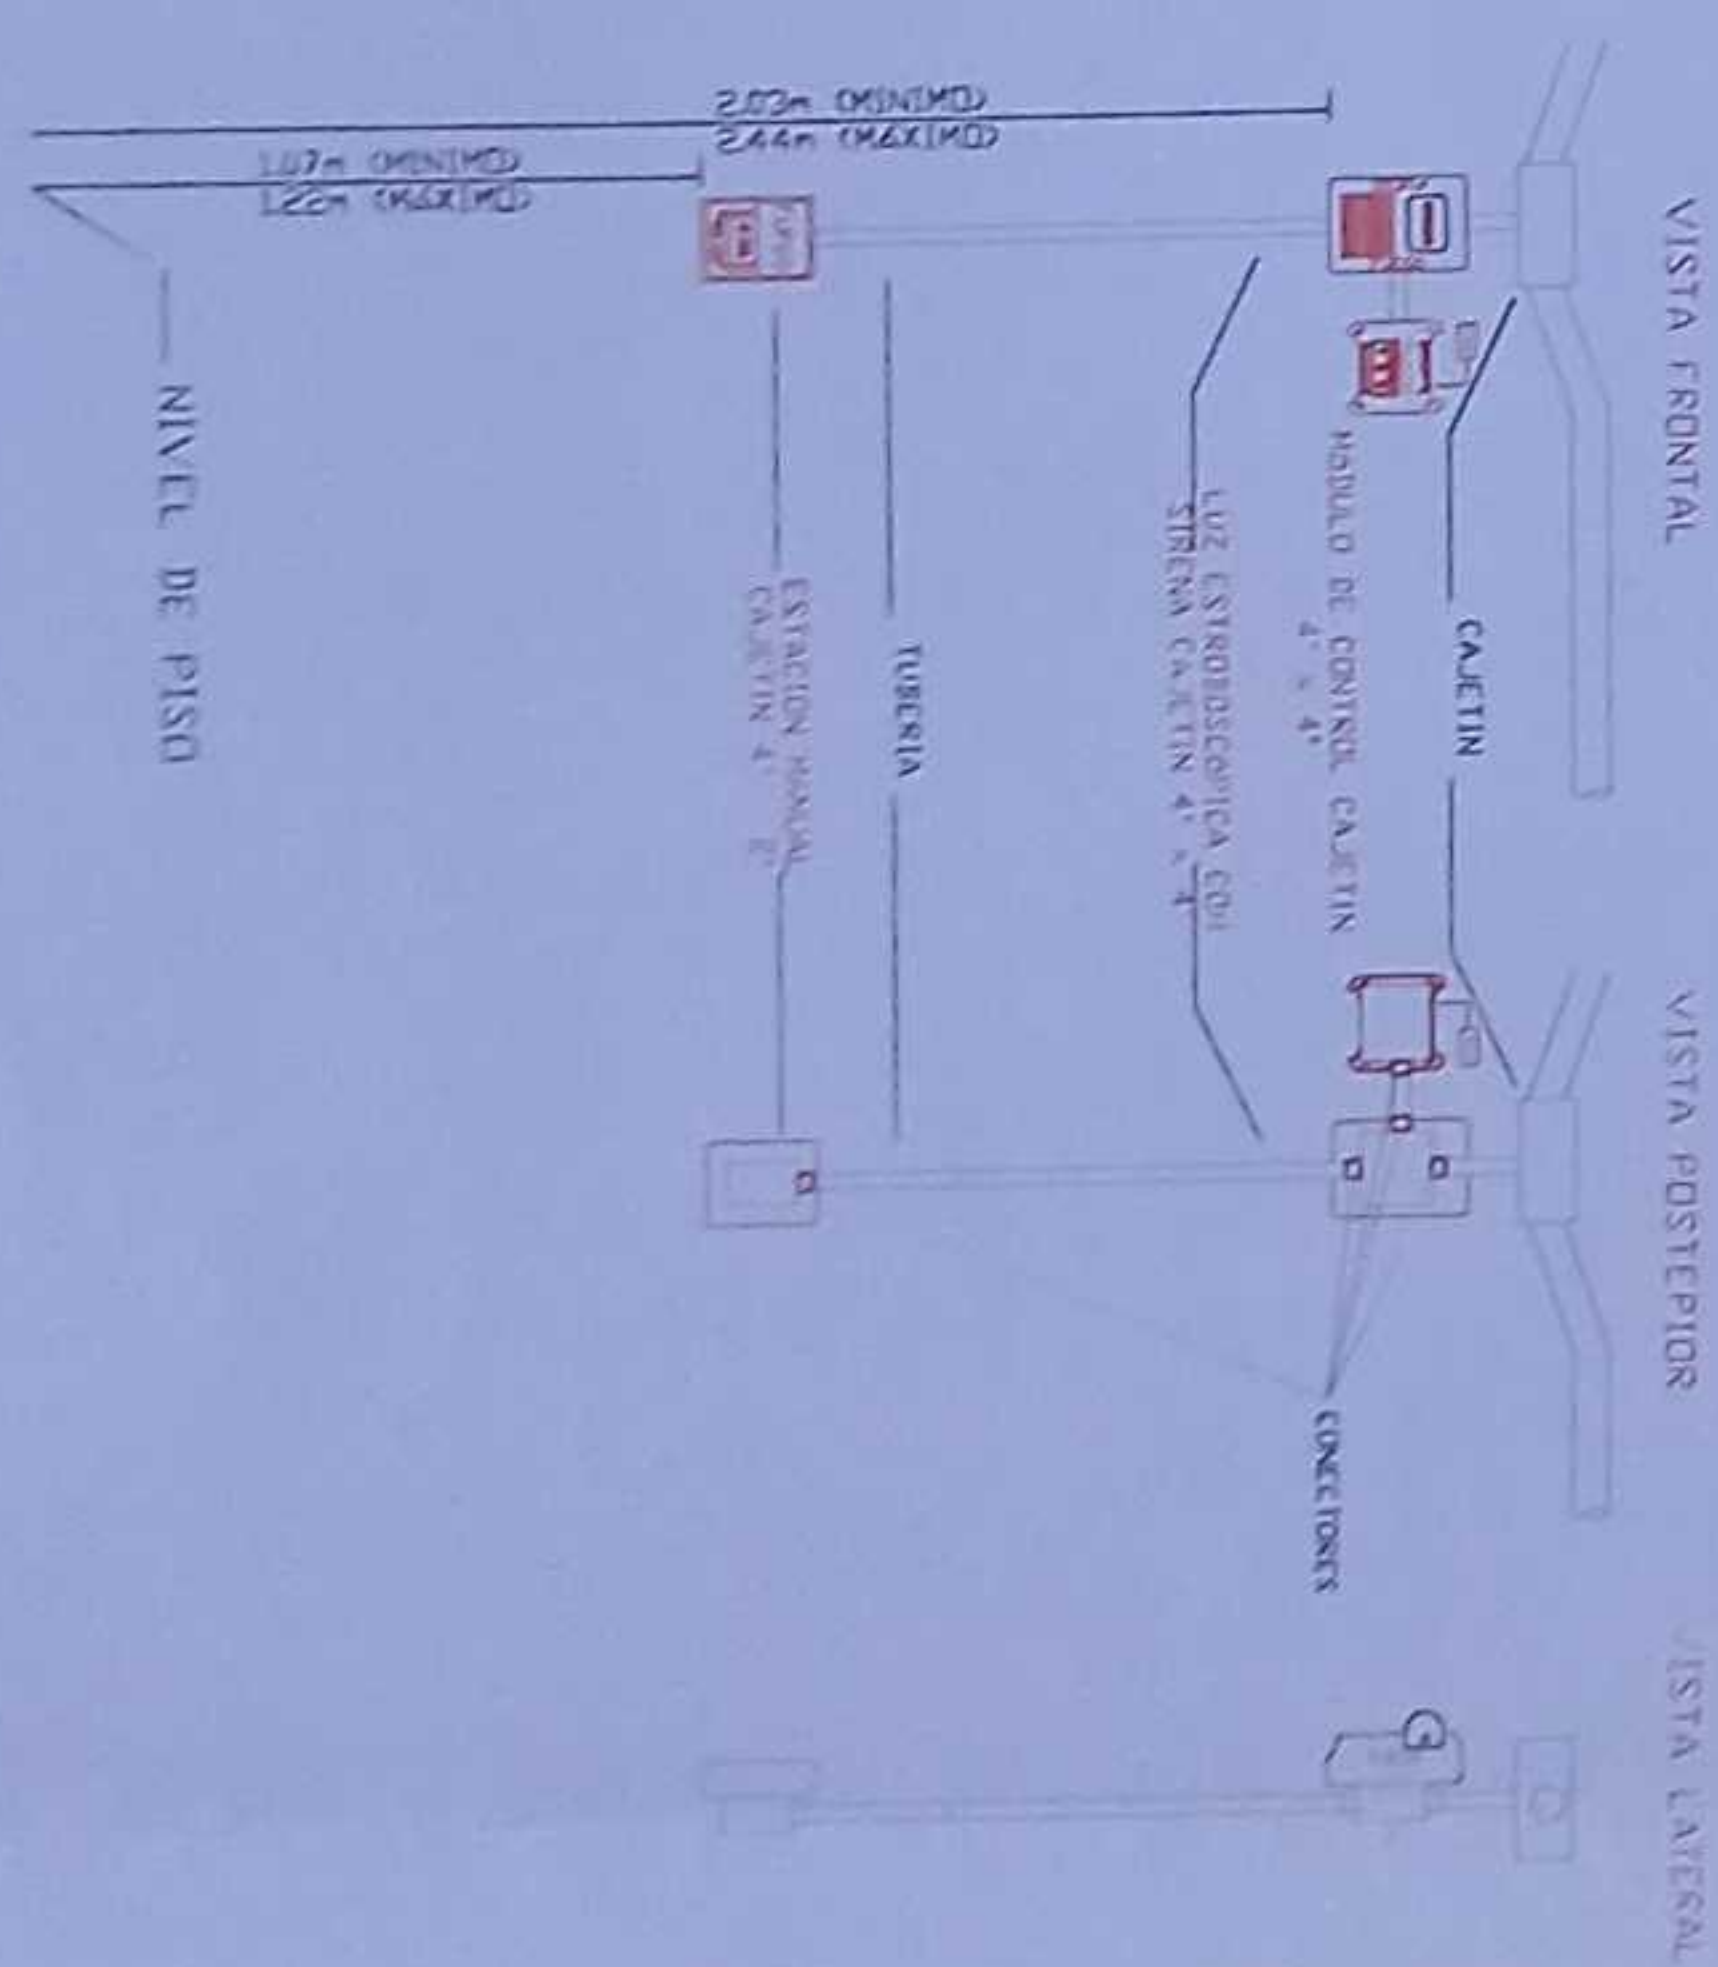 VISTA FRONTAL
VISTA POSTEPIOR
VISTA LATERAL
CAJETIN
MODULO DE CONTROL CAJETIN
4" x 4"
CONECTORES
LUZ ESTROBOSCOPICA CON
SIRENA CAJETIN 4" x 4"
TUBERIA
ESTACION MANUAL
CAJETIN 4" 2"
2.03m (MINIMO)
2.44m (MAXIMO)
1.07m (MINIMO)
1.22m (MAXIMO)
NIVEL DE PISO